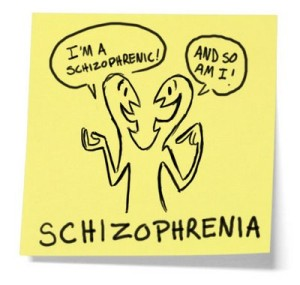 I'M A
SCHIZOPHRENIC!
AND SO
AM I!
SCHIZOPHRENIA